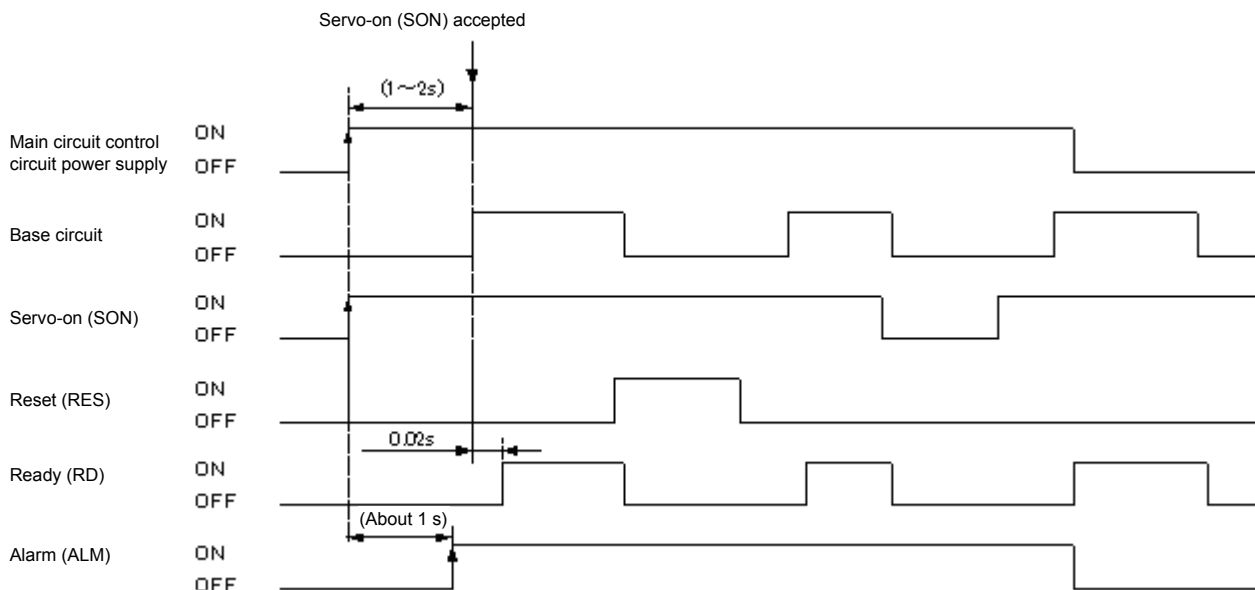 Servo-on (SON) accepted
(1～2s)
Main circuit control
circuit power supply
ON
OFF
Base circuit
ON
OFF
Servo-on (SON)
ON
OFF
Reset (RES)
ON
OFF
0.02s
Ready (RD)
ON
OFF
(About 1 s)
Alarm (ALM)
ON
OFF